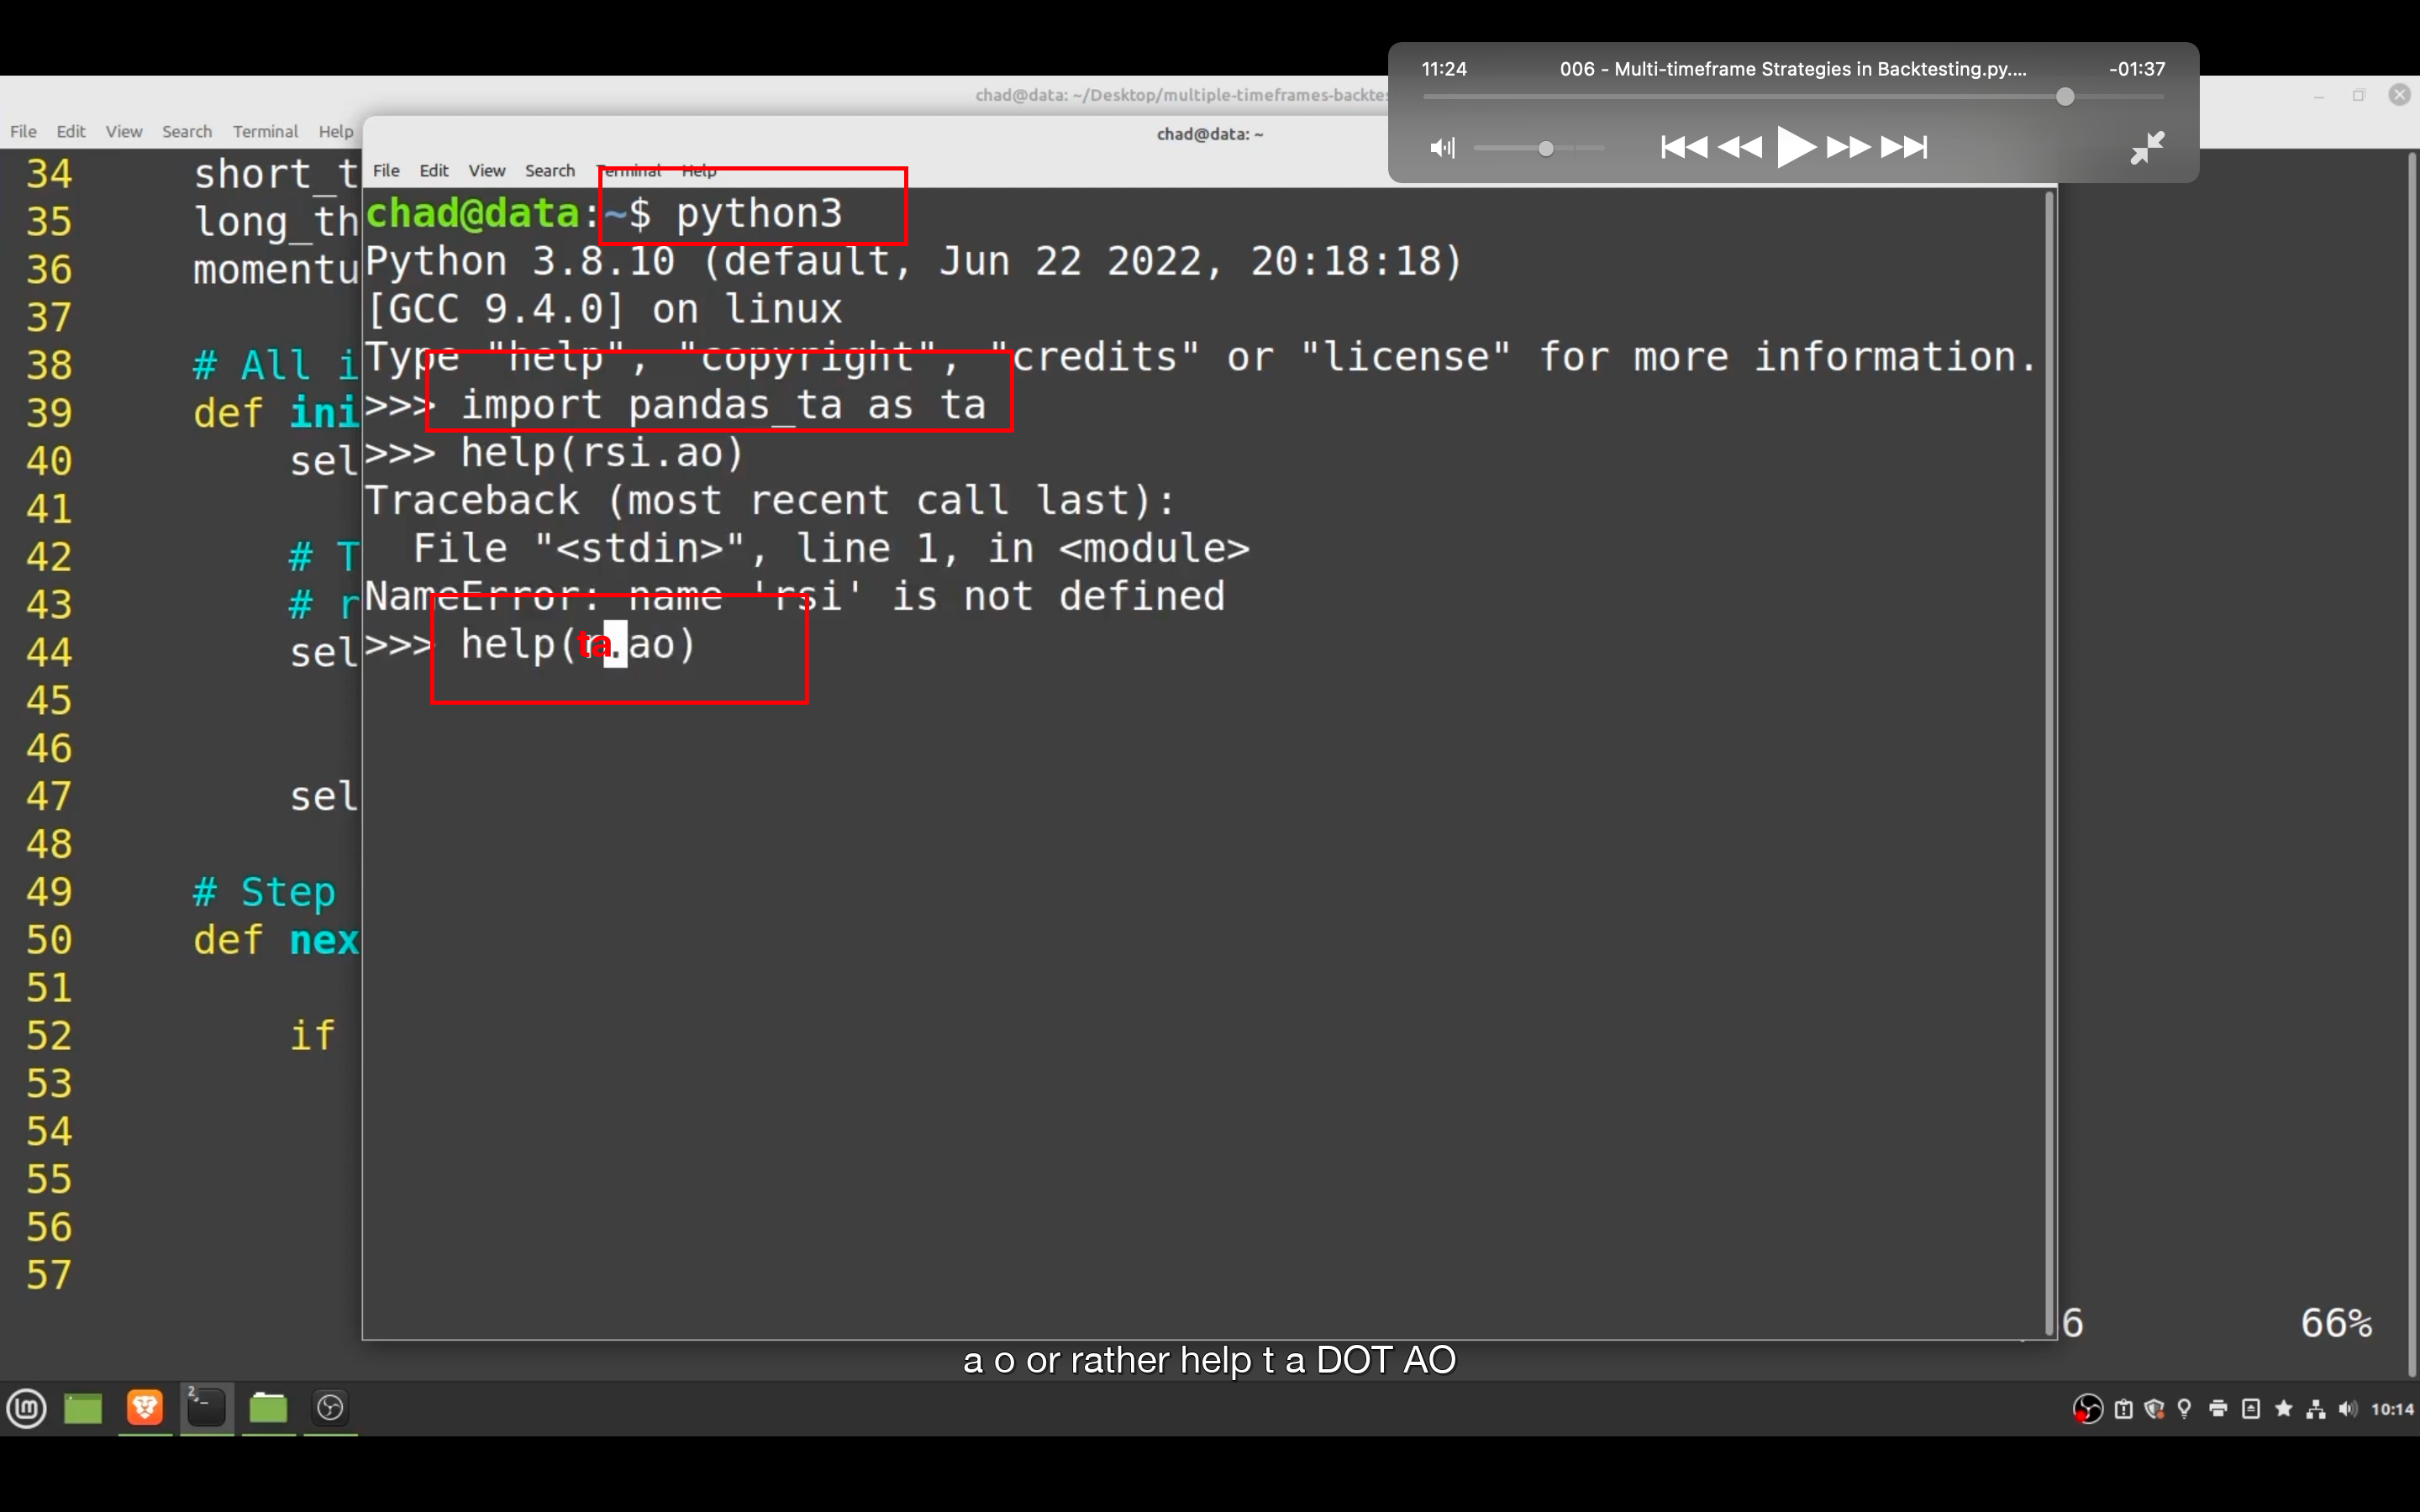 11:24 006 - Multi-timeframe Strategies in Backtesting.py.... -01:37
chad@data: ~/Desktop/multiple-timeframes-backtes
File Edit View Search Terminal Help
chad@data: ~
File Edit View Search Terminal Help
34 short_t
35 long_th
36 momentu
37
38 # All i
39 def ini
40 sel
41
42 # T
43 # r
44 sel
45
46
47 sel
48
49 # Step
50 def nex
51
52 if
53
54
55
56
57
chad@data:~$ python3
Python 3.8.10 (default, Jun 22 2022, 20:18:18)
[GCC 9.4.0] on linux
Type "help", "copyright", "credits" or "license" for more information.
>>> import pandas_ta as ta
>>> help(rsi.ao)
Traceback (most recent call last):
  File "<stdin>", line 1, in <module>
NameError: name 'rsi' is not defined
>>> help(ta.ao)
6 66%
a o or rather help t a DOT AO
2
10:14